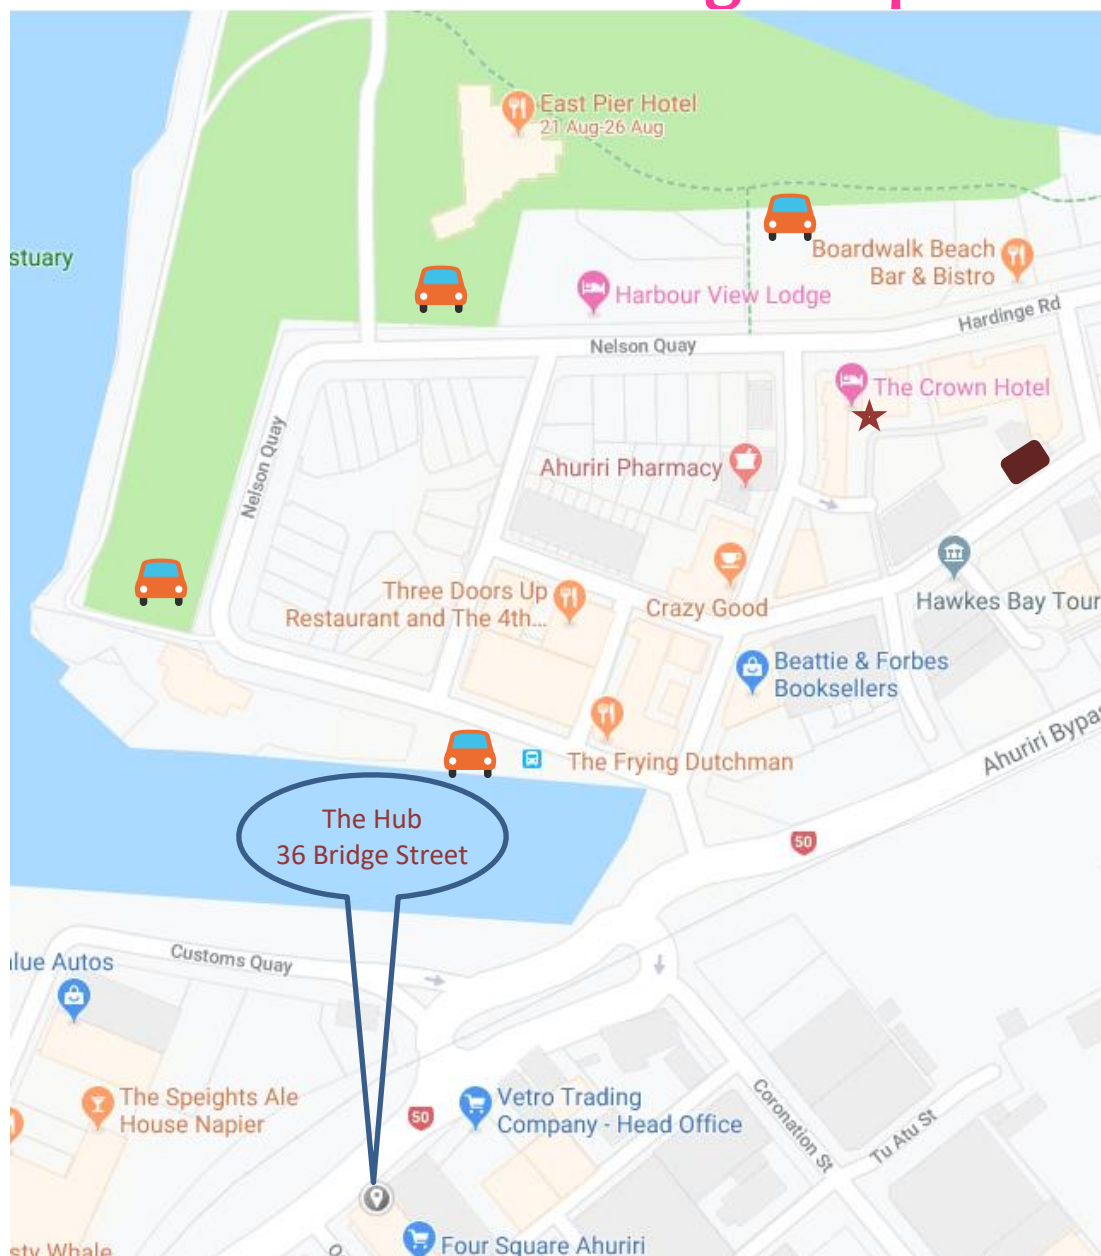 East Pier Hotel
21 Aug-26 Aug
stuary
Boardwalk Beach
Bar & Bistro
Harbour View Lodge
Hardinge Rd
Nelson Quay
The Crown Hotel
Nelson Quay
Ahuriri Pharmacy
Three Doors Up
Restaurant and The 4th...
Crazy Good
Hawkes Bay Tour
Beattie & Forbes
Booksellers
Ahuriri Bypas
The Frying Dutchman
The Hub
36 Bridge Street
50
Customs Quay
lue Autos
The Speights Ale
House Napier
50
Vetro Trading
Company - Head Office
Coronation St
Tu Atu St
Four Square Ahuriri
sty Whale